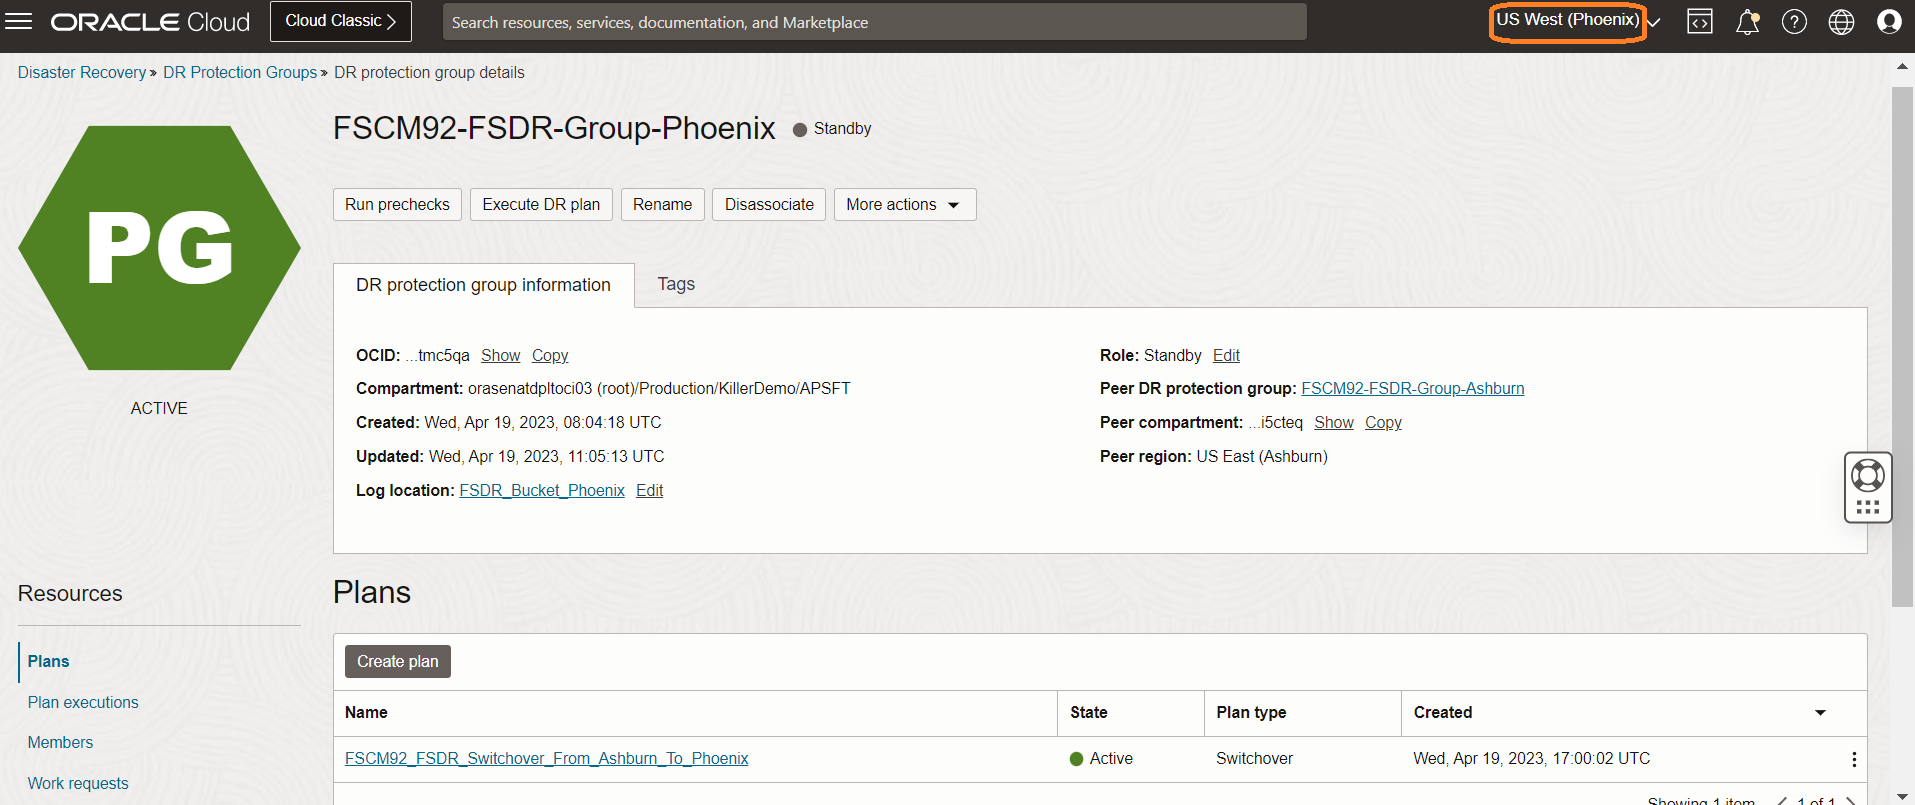 ORACLE Cloud
Cloud Classic
Search resources, services, documentation, and Marketplace
US West (Phoenix)
Disaster Recovery » DR Protection Groups » DR protection group details
PG
ACTIVE
FSCM92-FSDR-Group-Phoenix
Standby
Run prechecks
Execute DR plan
Rename
Disassociate
More actions
DR protection group information
Tags
OCID: ...tmc5qa Show Copy
Compartment: orasenatdpltoci03 (root)/Production/KillerDemo/APSFT
Created: Wed, Apr 19, 2023, 08:04:18 UTC
Updated: Wed, Apr 19, 2023, 11:05:13 UTC
Log location: FSDR_Bucket_Phoenix Edit
Role: Standby Edit
Peer DR protection group: FSCM92-FSDR-Group-Ashburn
Peer compartment: ...i5cteq Show Copy
Peer region: US East (Ashburn)
Resources
Plans
Plan executions
Members
Work requests
Plans
Create plan
Name State Plan type Created
FSCM92_FSDR_Switchover_From_Ashburn_To_Phoenix Active Switchover Wed, Apr 19, 2023, 17:00:02 UTC
Showing 1 item 1 of 1